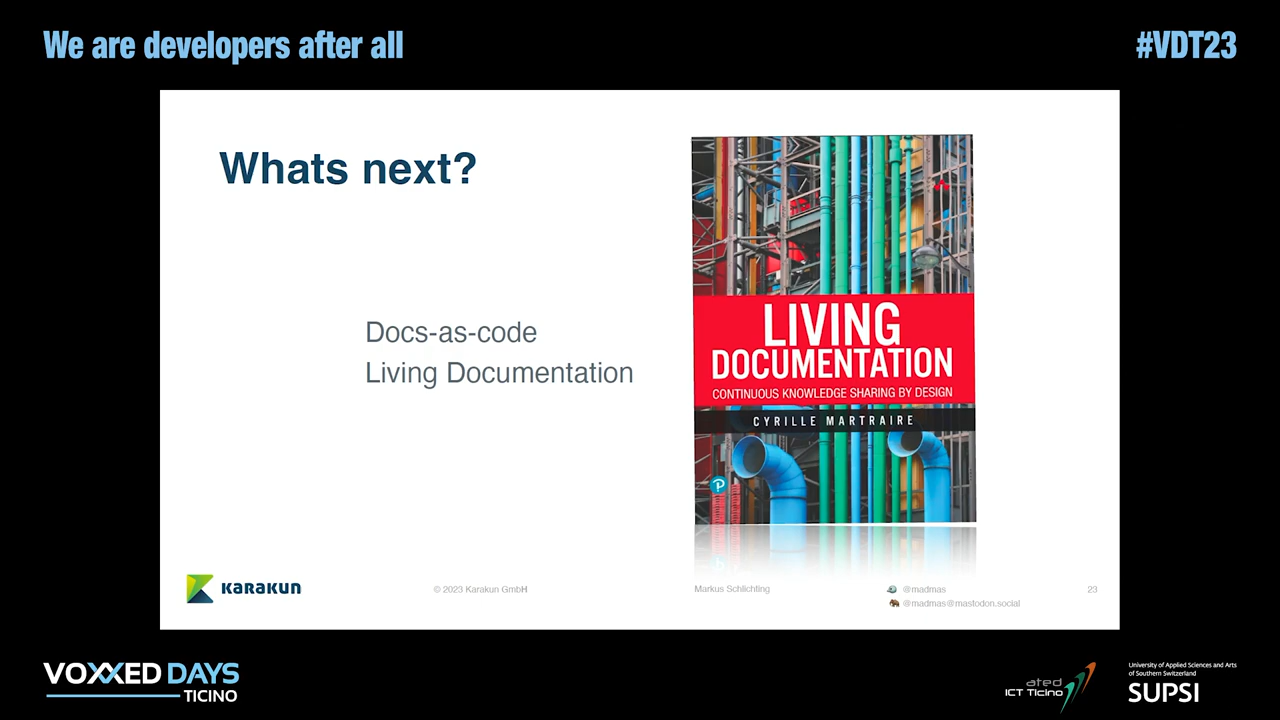 We are developers after all
#VDT23
Whats next?
Docs-as-code
Living Documentation
LIVING
DOCUMENTATION
CONTINUOUS KNOWLEDGE SHARING BY DESIGN
CYRILLE MARTRAIRE
P
KARAKUN
© 2023 Karakun GmbH
Markus Schlichting
@madmas
@madmas@mastodon.social
23
VOXXED DAYS
TICINO
ated
ICT Ticino
University of Applied Sciences and Arts
of Southern Switzerland
SUPSI